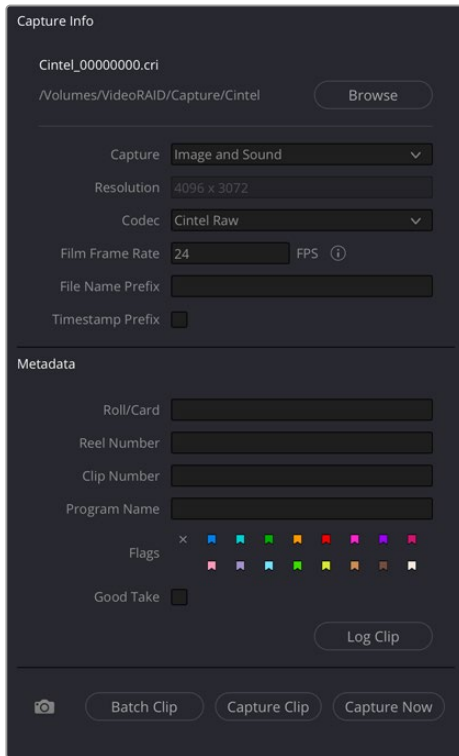 Capture Info
Cintel_00000000.cri
/Volumes/VideoRAID/Capture/Cintel Browse
Capture Image and Sound
Resolution 4096 x 3072
Codec Cintel Raw
Film Frame Rate 24 FPS
File Name Prefix
Timestamp Prefix
Metadata
Roll/Card
Reel Number
Clip Number
Program Name
Flags
Good Take
Log Clip
Batch Clip Capture Clip Capture Now